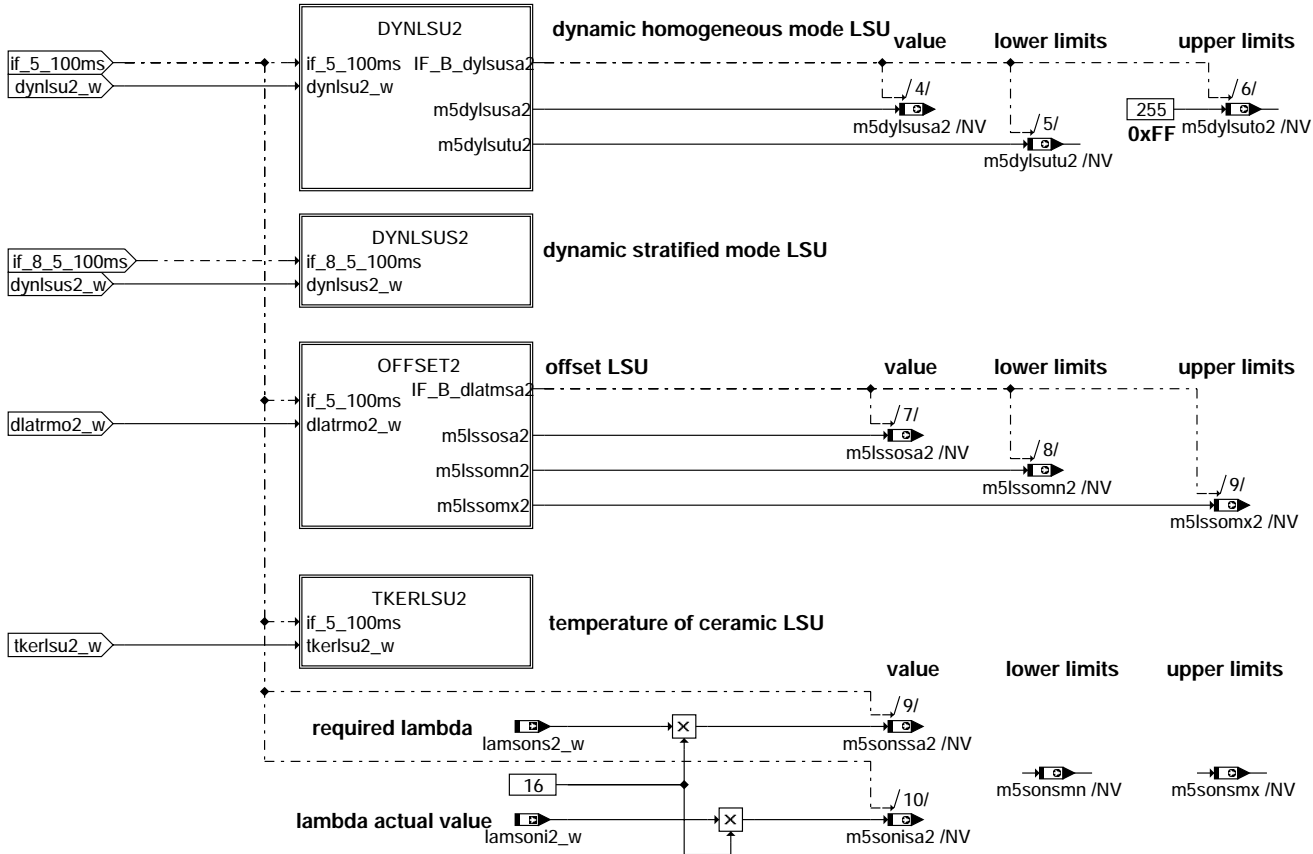 DYNLSU2
dynamic homogeneous mode LSU
value
lower limits
upper limits
if_5_100ms
if_5_100ms
IF_B_dylsusa2
dynlsu2_w
dynlsu2_w
/4/
/6/
m5dylsusa2
255
m5dylsusa2 /NV
0xFF
m5dylsuto2 /NV
/5/
m5dylsutu2
m5dylsutu2 /NV
DYNLSUS2
dynamic stratified mode LSU
if_8_5_100ms
if_8_5_100ms
dynlsus2_w
dynlsus2_w
OFFSET2
offset LSU
value
lower limits
upper limits
IF_B_dlatmsa2
if_5_100ms
dlatrmo2_w
dlatrmo2_w
/7/
m5lssosa2
m5lssosa2 /NV
/8/
m5lssomn2
m5lssomn2 /NV
/9/
m5lssomx2
m5lssomx2 /NV
TKERLSU2
if_5_100ms
temperature of ceramic LSU
tkerlsu2_w
tkerlsu2_w
value
lower limits
upper limits
/9/
required lambda
lamsons2_w
m5sonssa2 /NV
16
m5sonsmn /NV
m5sonsmx /NV
/10/
lambda actual value
lamsoni2_w
m5sonisa2 /NV